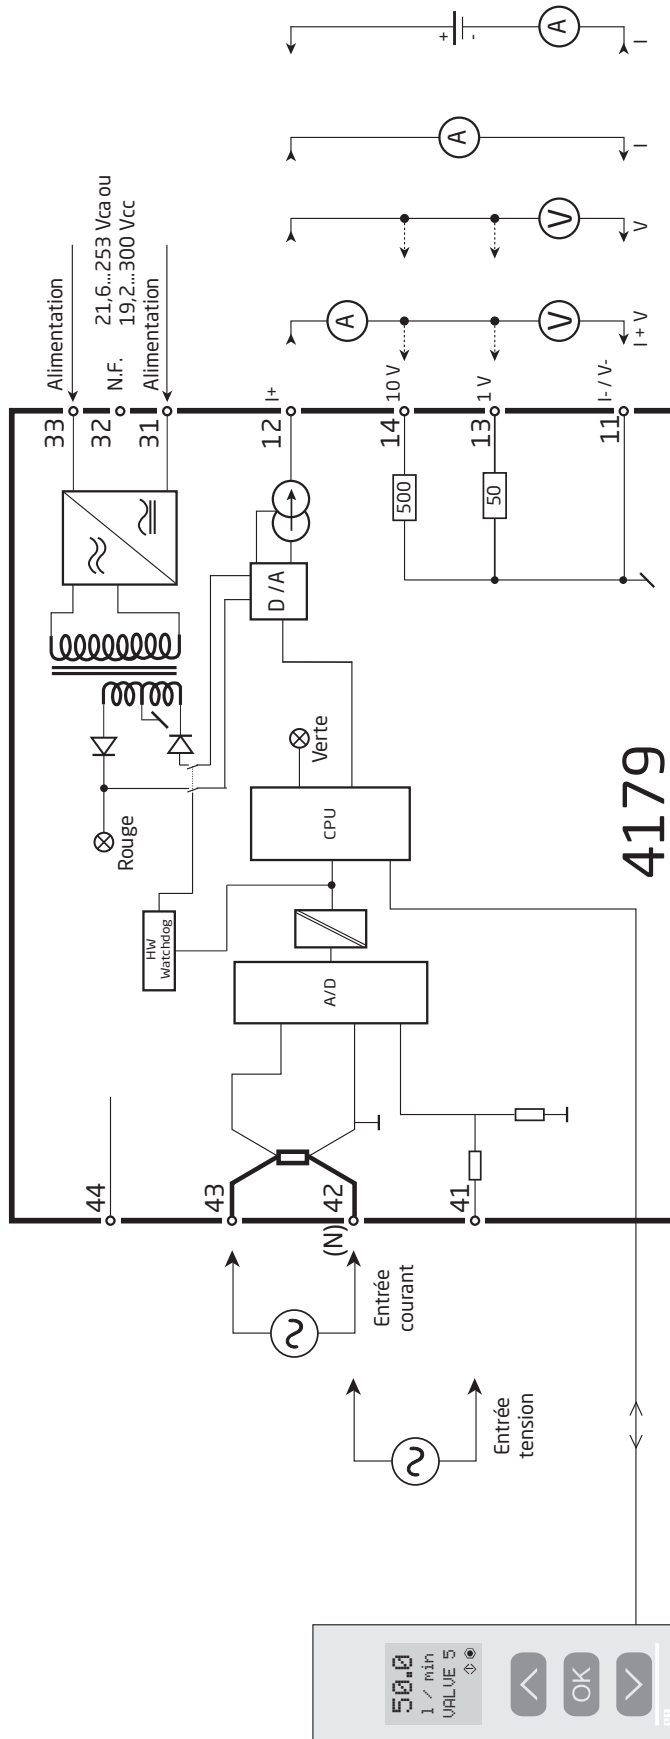 50.0
l / min
VALVE 5
OK
Entrée
tension
Entrée
courant
44
43
42
(N)
41
A/D
HW
Watchdog
CPU
Rouge
Verte
4179
D / A
500
50
33
32
31
12
14
13
11
Alimentation
N.F.
21,6...253 Vca ou
19,2...300 Vcc
Alimentation
I+
10 V
1 V
I- / V-
A
V
I + V
V
V
A
I
+
-
A
I